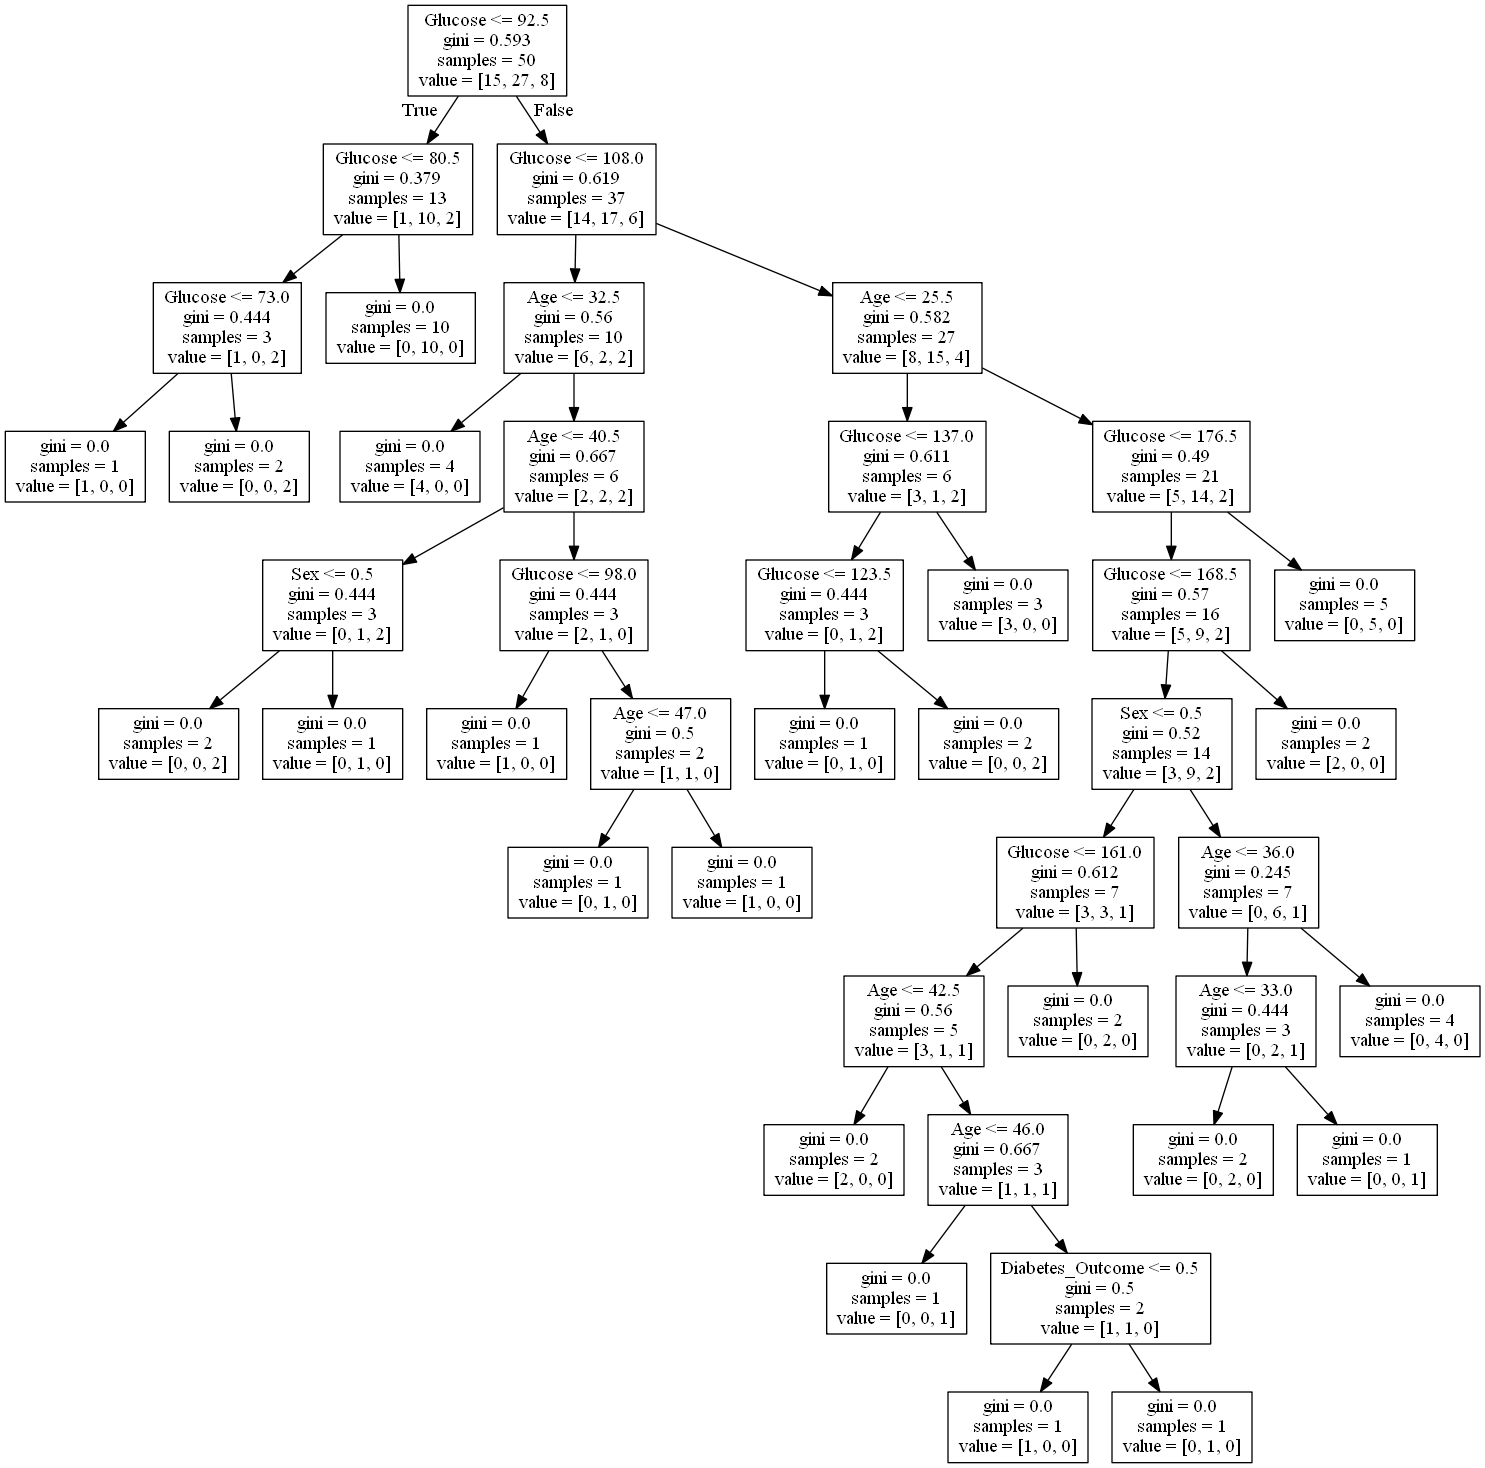 Glucose <= 92.5
gini = 0.593
samples = 50
value = [15, 27, 8]
True
False
Glucose <= 80.5
gini = 0.379
samples = 13
value = [1, 10, 2]
Glucose <= 108.0
gini = 0.619
samples = 37
value = [14, 17, 6]
Glucose <= 73.0
gini = 0.444
samples = 3
value = [1, 0, 2]
gini = 0.0
samples = 10
value = [0, 10, 0]
Age <= 32.5
gini = 0.56
samples = 10
value = [6, 2, 2]
Age <= 25.5
gini = 0.582
samples = 27
value = [8, 15, 4]
gini = 0.0
samples = 1
value = [1, 0, 0]
gini = 0.0
samples = 2
value = [0, 0, 2]
gini = 0.0
samples = 4
value = [4, 0, 0]
Age <= 40.5
gini = 0.667
samples = 6
value = [2, 2, 2]
Glucose <= 137.0
gini = 0.611
samples = 6
value = [3, 1, 2]
Glucose <= 176.5
gini = 0.49
samples = 21
value = [5, 14, 2]
Sex <= 0.5
gini = 0.444
samples = 3
value = [0, 1, 2]
Glucose <= 98.0
gini = 0.444
samples = 3
value = [2, 1, 0]
Glucose <= 123.5
gini = 0.444
samples = 3
value = [0, 1, 2]
gini = 0.0
samples = 3
value = [3, 0, 0]
Glucose <= 168.5
gini = 0.57
samples = 16
value = [5, 9, 2]
gini = 0.0
samples = 5
value = [0, 5, 0]
gini = 0.0
samples = 2
value = [0, 0, 2]
gini = 0.0
samples = 1
value = [0, 1, 0]
gini = 0.0
samples = 1
value = [1, 0, 0]
Age <= 47.0
gini = 0.5
samples = 2
value = [1, 1, 0]
gini = 0.0
samples = 1
value = [0, 1, 0]
gini = 0.0
samples = 2
value = [0, 0, 2]
Sex <= 0.5
gini = 0.52
samples = 14
value = [3, 9, 2]
gini = 0.0
samples = 2
value = [2, 0, 0]
gini = 0.0
samples = 1
value = [0, 1, 0]
gini = 0.0
samples = 1
value = [1, 0, 0]
Glucose <= 161.0
gini = 0.612
samples = 7
value = [3, 3, 1]
Age <= 36.0
gini = 0.245
samples = 7
value = [0, 6, 1]
Age <= 42.5
gini = 0.56
samples = 5
value = [3, 1, 1]
gini = 0.0
samples = 2
value = [0, 2, 0]
Age <= 33.0
gini = 0.444
samples = 3
value = [0, 2, 1]
gini = 0.0
samples = 4
value = [0, 4, 0]
gini = 0.0
samples = 2
value = [2, 0, 0]
Age <= 46.0
gini = 0.667
samples = 3
value = [1, 1, 1]
gini = 0.0
samples = 2
value = [0, 2, 0]
gini = 0.0
samples = 1
value = [0, 0, 1]
gini = 0.0
samples = 1
value = [0, 0, 1]
Diabetes_Outcome <= 0.5
gini = 0.5
samples = 2
value = [1, 1, 0]
gini = 0.0
samples = 1
value = [1, 0, 0]
gini = 0.0
samples = 1
value = [0, 1, 0]